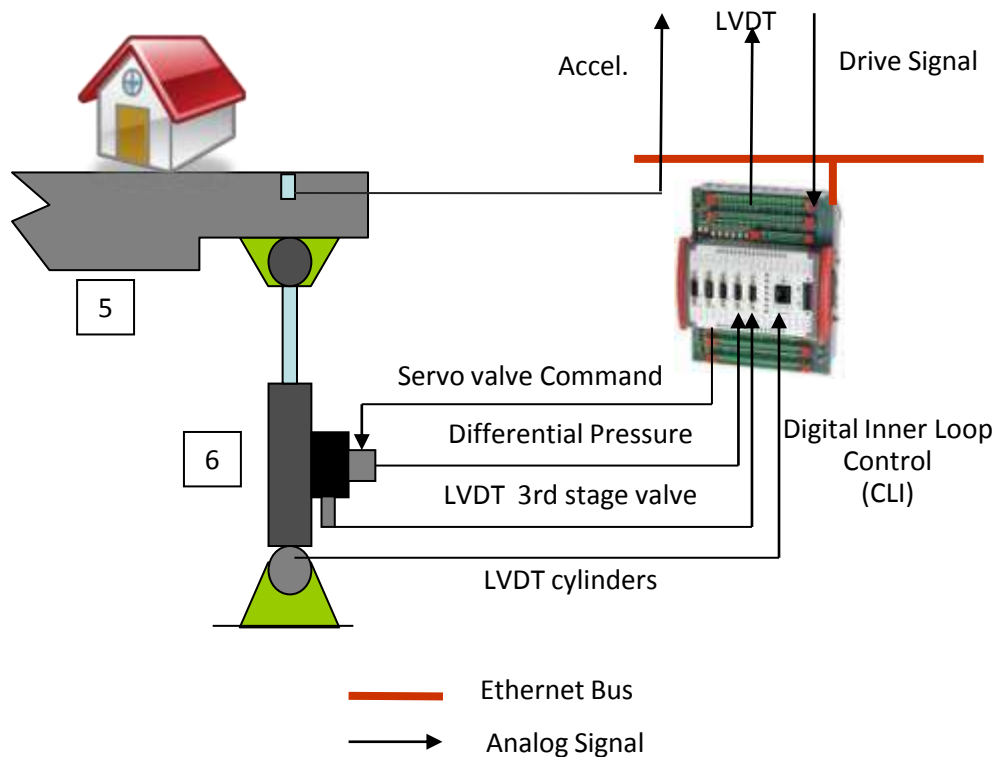 LVDT
Accel.
Drive Signal
5
Servo valve Command
6
Differential Pressure
Digital Inner Loop
Control
(CLI)
LVDT  3rd stage valve
LVDT cylinders
Ethernet Bus
Analog Signal